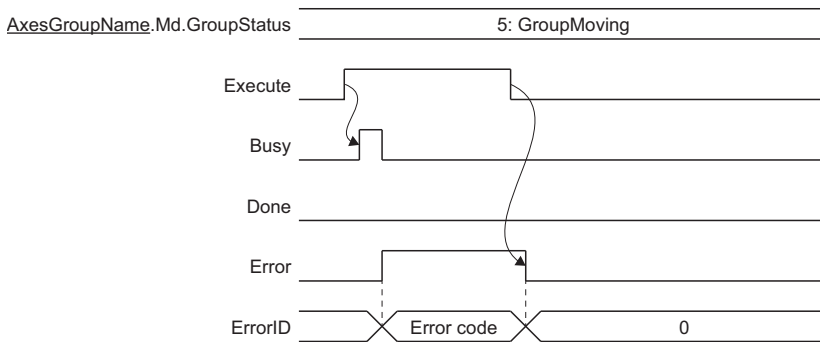 AxesGroupName.Md.GroupStatus 5: GroupMoving
Execute
Busy
Done
Error
ErrorID Error code 0